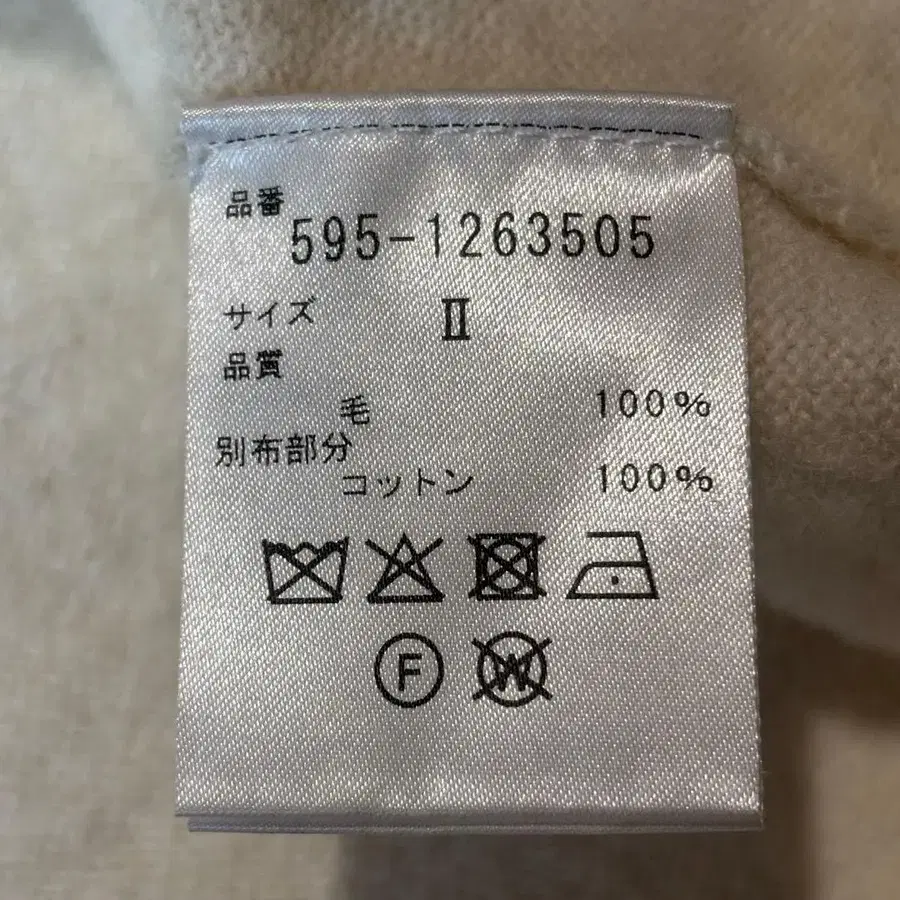 品番
595-1263505
サイズ II
品質
毛 100%
別布部分
コットン 100%
F W